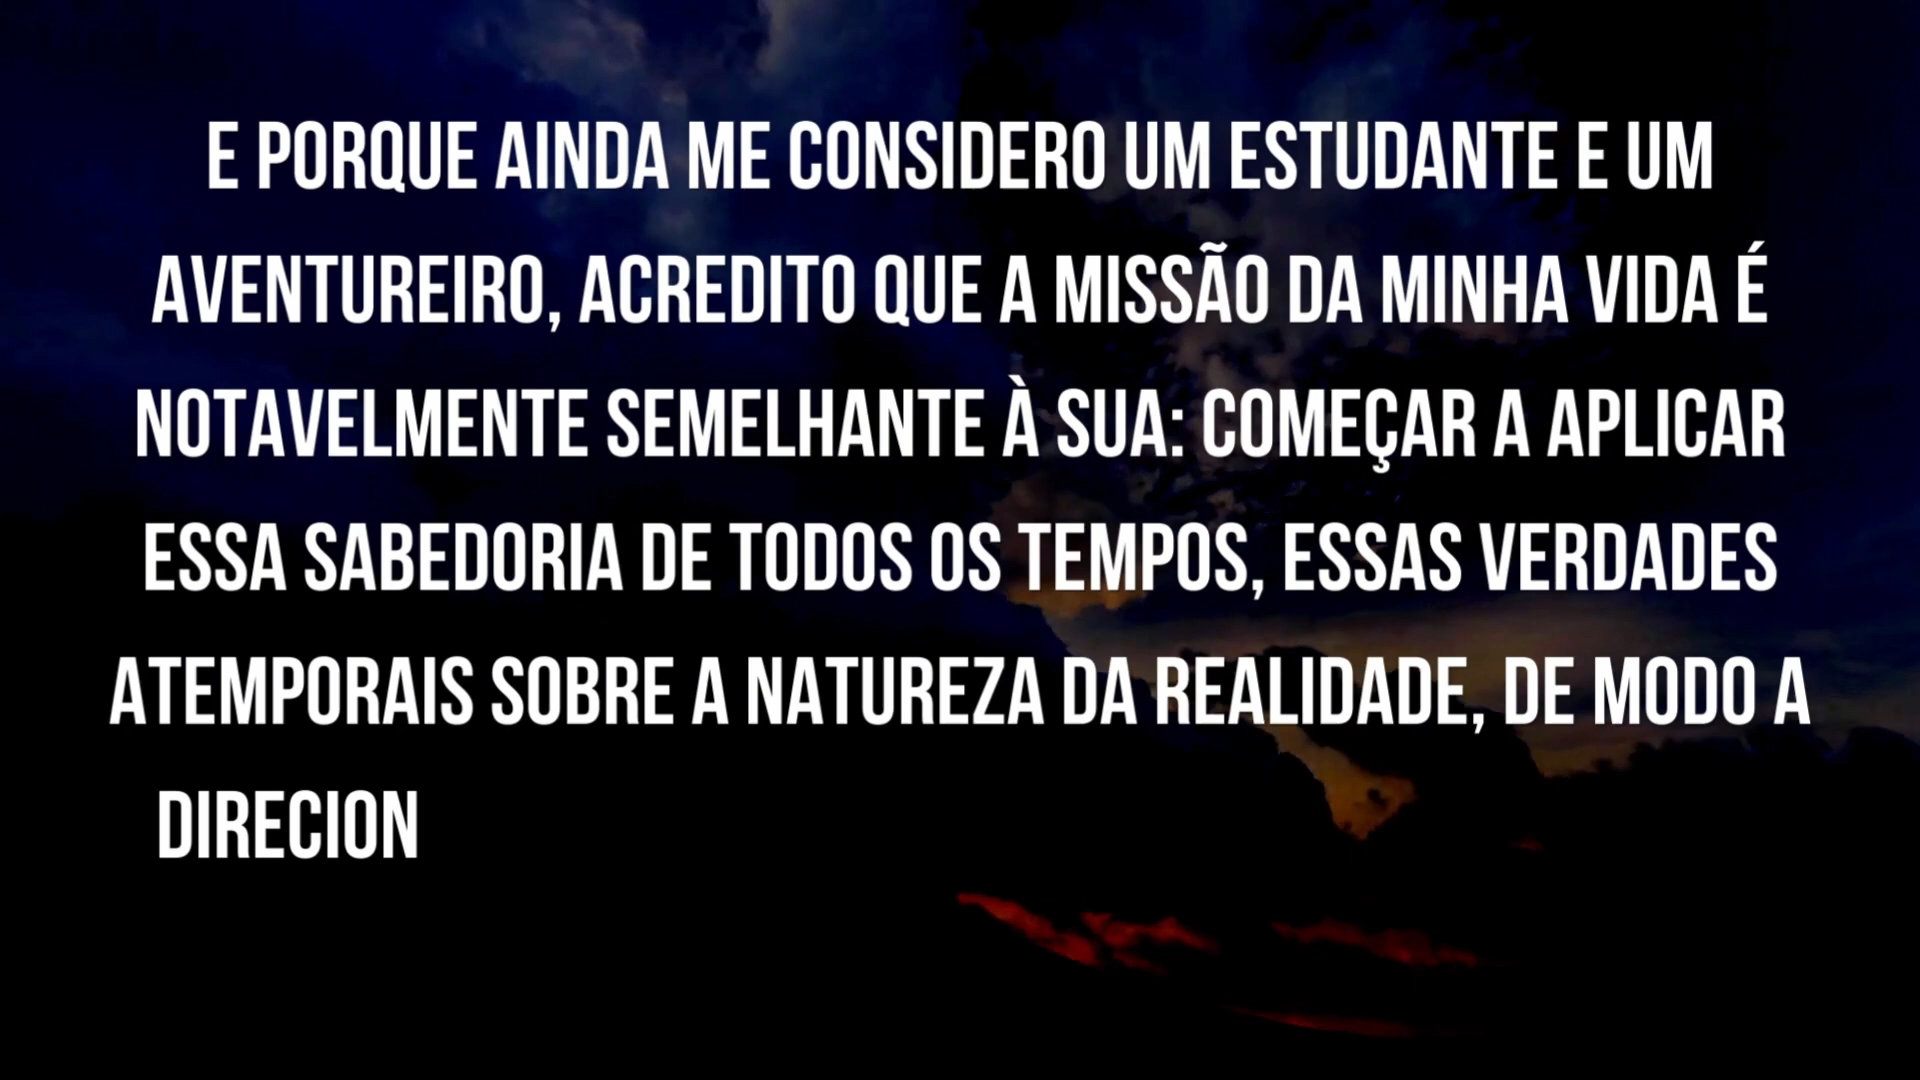 E PORQUE AINDA ME CONSIDERO UM ESTUDANTE E UM
AVENTUREIRO, ACREDITO QUE A MISSÃO DA MINHA VIDA É
NOTAVELMENTE SEMELHANTE À SUA: COMEÇAR A APLICAR
ESSA SABEDORIA DE TODOS OS TEMPOS, ESSAS VERDADES
ATEMPORAIS SOBRE A NATUREZA DA REALIDADE, DE MODO A
DIRECION